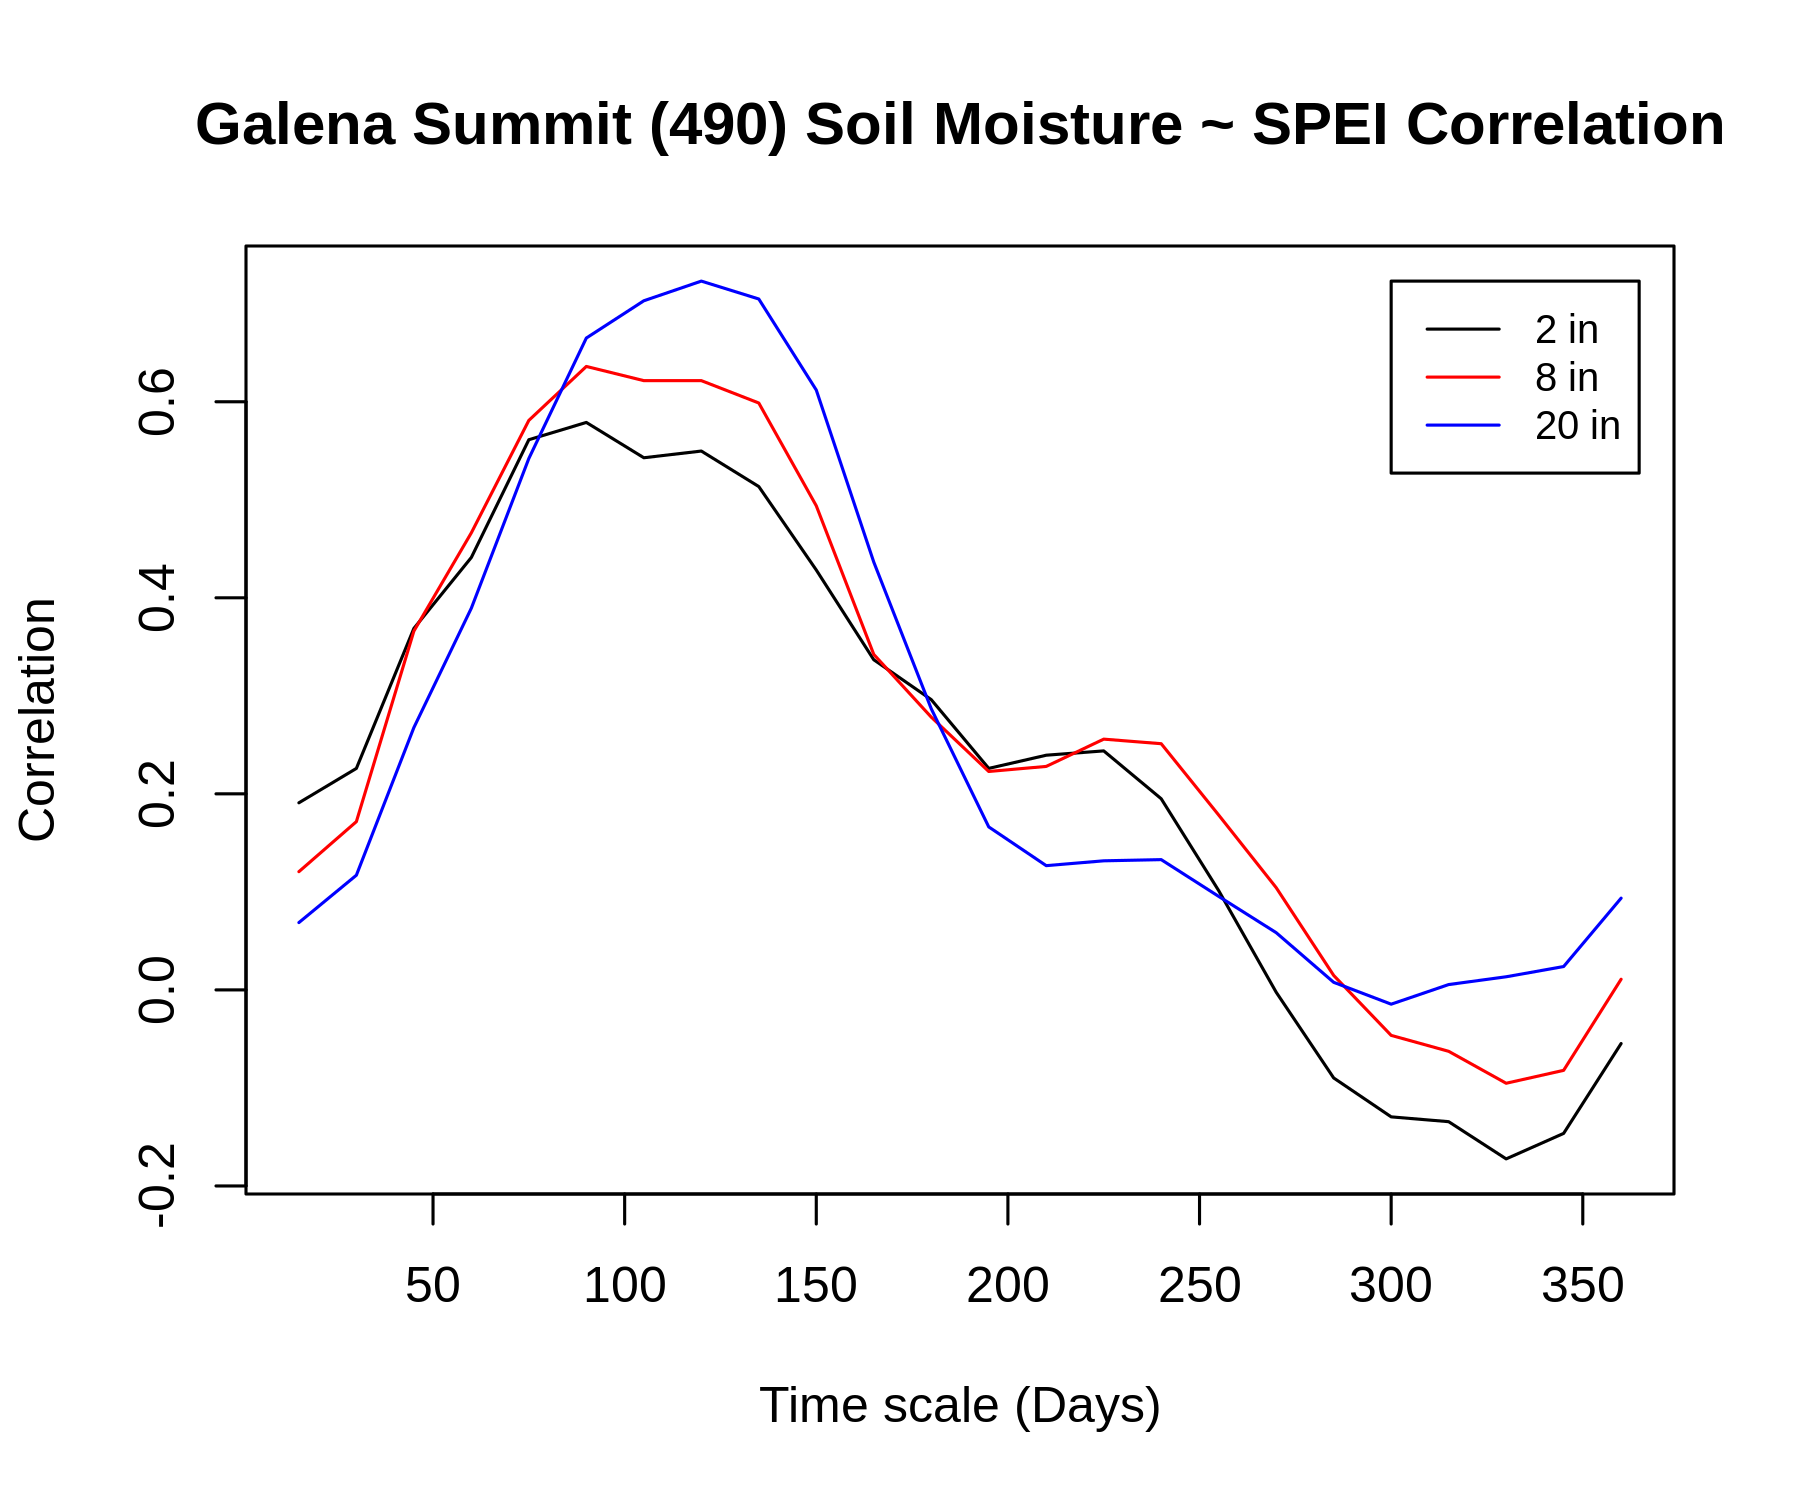 Galena Summit (490) Soil Moisture ~ SPEI Correlation
2 in
8 in
20 in
Correlation
0.6
0.4
0.2
0.0
-0.2
50 100 150 200 250 300 350
Time scale (Days)